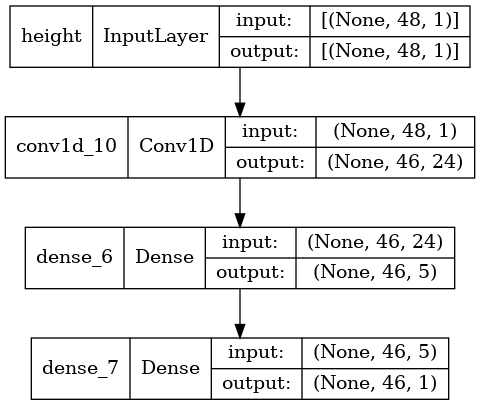 height InputLayer input: [(None, 48, 1)]
output: [(None, 48, 1)]
conv1d_10 Conv1D input: (None, 48, 1)
output: (None, 46, 24)
dense_6 Dense input: (None, 46, 24)
output: (None, 46, 5)
dense_7 Dense input: (None, 46, 5)
output: (None, 46, 1)